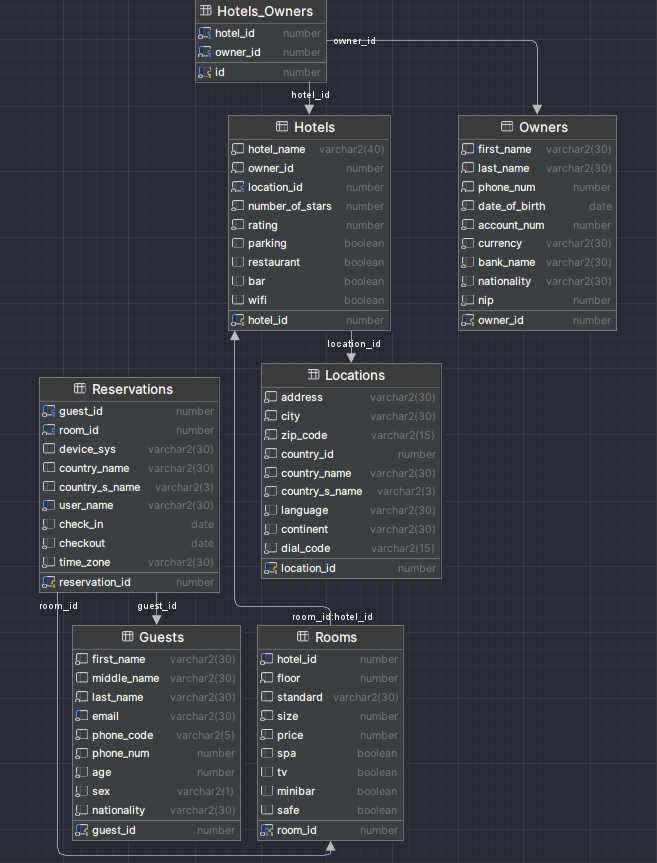 Hotels_Owners
hotel_id number
owner_id number
id number
owner_id
hotel_id
Hotels
hotel_name varchar2(40)
owner_id number
location_id number
number_of_stars number
rating number
parking boolean
restaurant boolean
bar boolean
wifi boolean
hotel_id number
Owners
first_name varchar2(30)
last_name varchar2(30)
phone_num number
date_of_birth date
account_num number
currency varchar2(30)
bank_name varchar2(30)
nationality varchar2(30)
nip number
owner_id number
location_id
Reservations
guest_id number
room_id number
device_sys varchar2(30)
country_name varchar2(30)
country_s_name varchar2(3)
user_name varchar2(30)
check_in date
checkout date
time_zone varchar2(30)
reservation_id number
Locations
address varchar2(30)
city varchar2(30)
zip_code varchar2(15)
country_id number
country_name varchar2(30)
country_s_name varchar2(3)
language varchar2(30)
continent varchar2(30)
dial_code varchar2(15)
location_id number
room_id
guest_id
room_id:hotel_id
Guests
first_name varchar2(30)
middle_name varchar2(30)
last_name varchar2(30)
email varchar2(30)
phone_code varchar2(5)
phone_num number
age number
sex varchar2(1)
nationality varchar2(30)
guest_id number
Rooms
hotel_id number
floor number
standard varchar2(30)
size number
price number
spa boolean
tv boolean
minibar boolean
safe boolean
room_id number